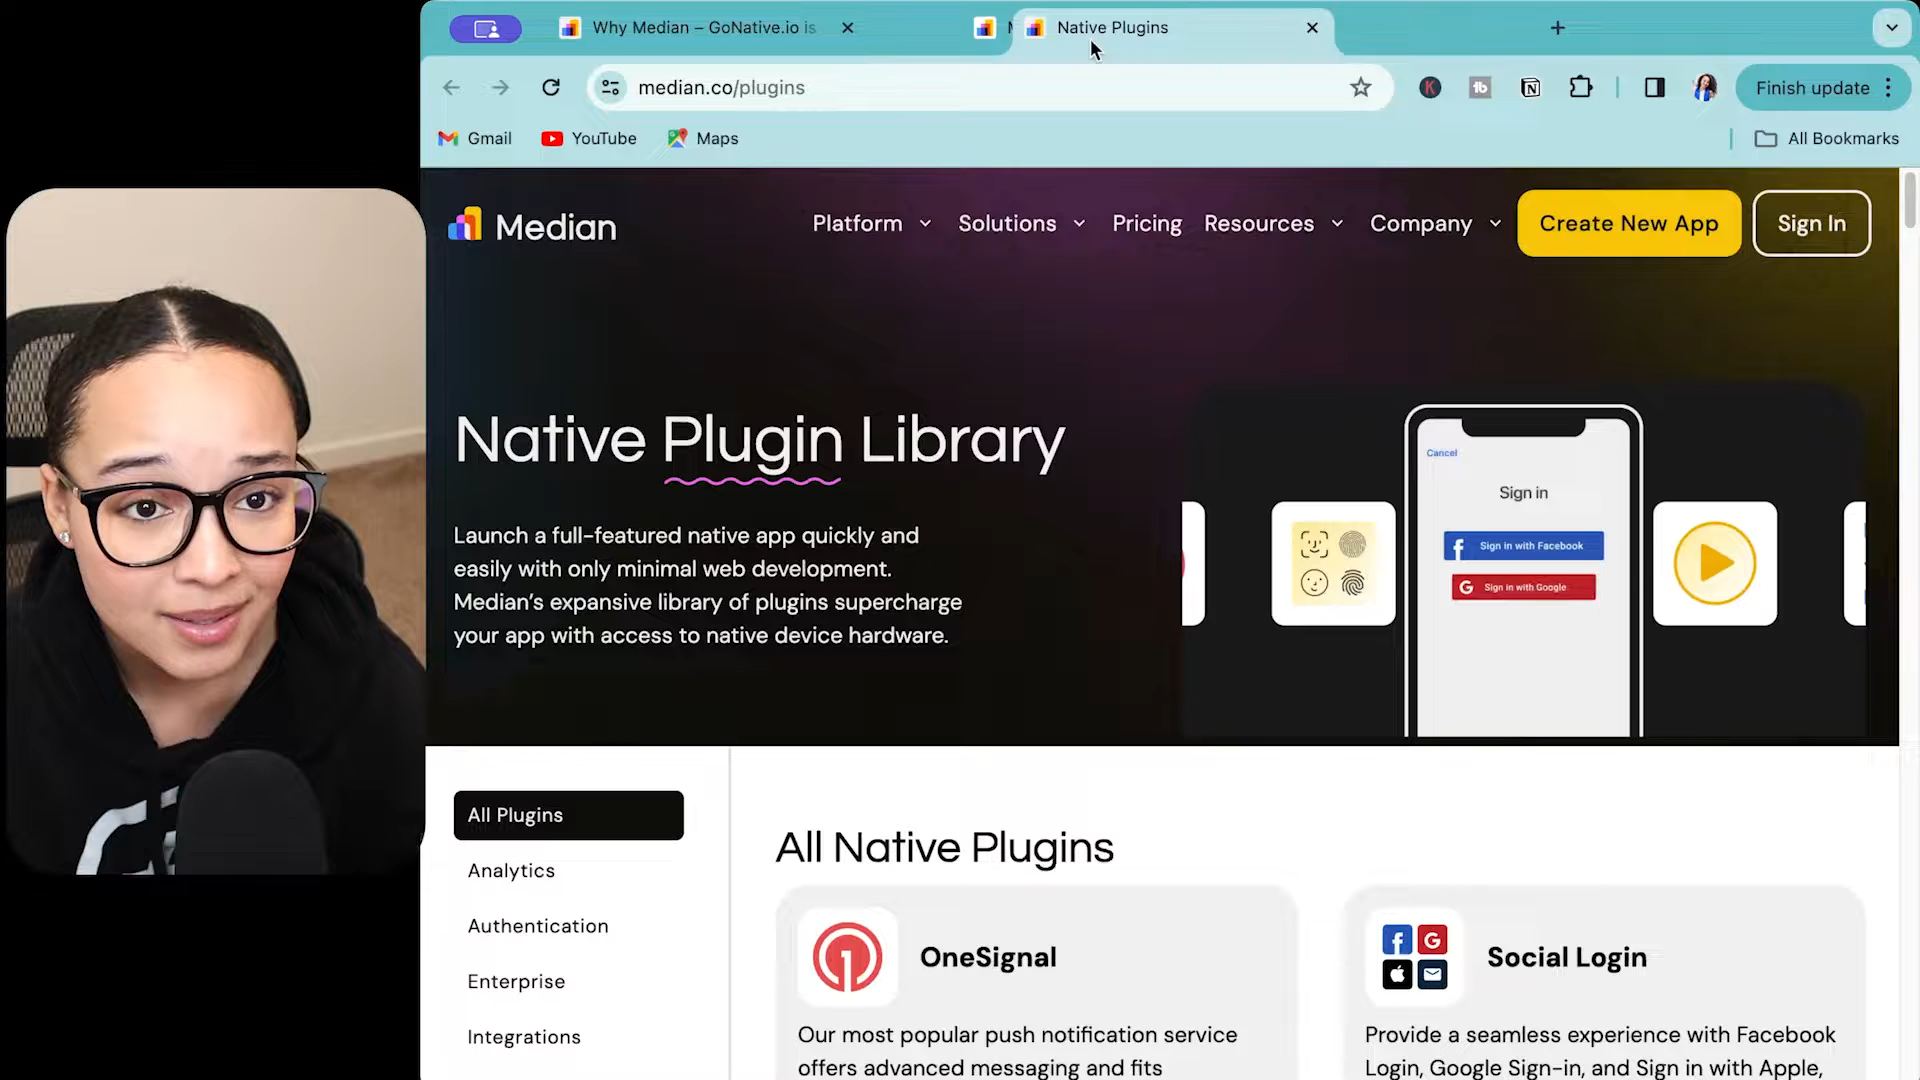 Why Median – GoNative.io is
Native Plugins
median.co/plugins
Finish update
Gmail
YouTube
Maps
All Bookmarks
Median
Platform
Solutions
Pricing
Resources
Company
Create New App
Sign In
Native Plugin Library
Launch a full-featured native app quickly and
easily with only minimal web development.
Median's expansive library of plugins supercharge
your app with access to native device hardware.
Cancel
Sign in
Sign in with Facebook
Sign in with Google
All Plugins
Analytics
Authentication
Enterprise
Integrations
All Native Plugins
OneSignal
Our most popular push notification service
offers advanced messaging and fits
Social Login
Provide a seamless experience with Facebook
Login, Google Sign-in, and Sign in with Apple,